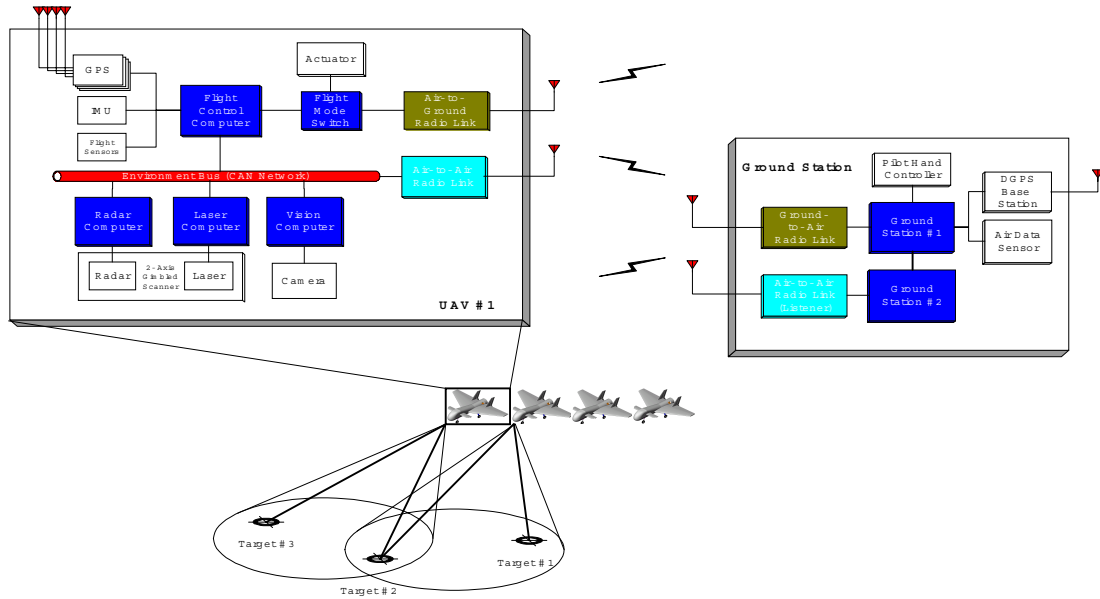 GPS
IMU
Flight
Sensors
Flight
Control
Computer
Actuator
Flight
Mode
Switch
Air-to-
Ground
Radio Link
Environment Bus (CAN Network)
Air-to-Air
Radio Link
Radar
Computer
Laser
Computer
Vision
Computer
Radar
2-Axis
Gimbled
Scanner
Laser
Camera
UAV #1
Ground Station
Pilot Hand
Controller
DGPS
Base
Station
Ground-
to-Air
Radio Link
Ground
Station #1
Air Data
Sensor
Air-to-Air
Radio Link
(Listener)
Ground
Station #2
Target #3
Target #2
Target #1